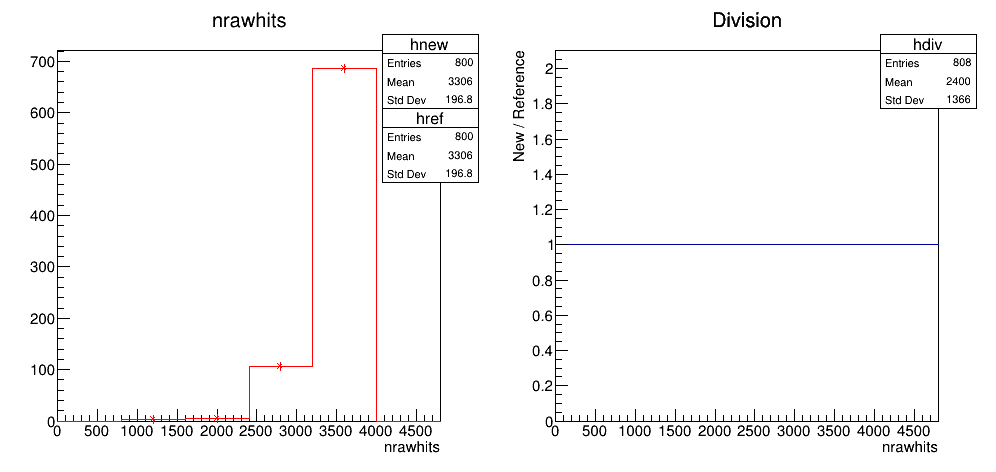 nrawhits
hnew
Entries 800
Mean 3306
Std Dev 196.8
href
Entries 800
Mean 3306
Std Dev 196.8
700
600
500
400
300
200
100
0
0 500 1000 1500 2000 2500 3000 3500 4000 4500
nrawhits
Division
hdiv
Entries 808
Mean 2400
Std Dev 1366
New / Reference
2
1.8
1.6
1.4
1.2
1
0.8
0.6
0.4
0.2
0
0 500 1000 1500 2000 2500 3000 3500 4000 4500
nrawhits